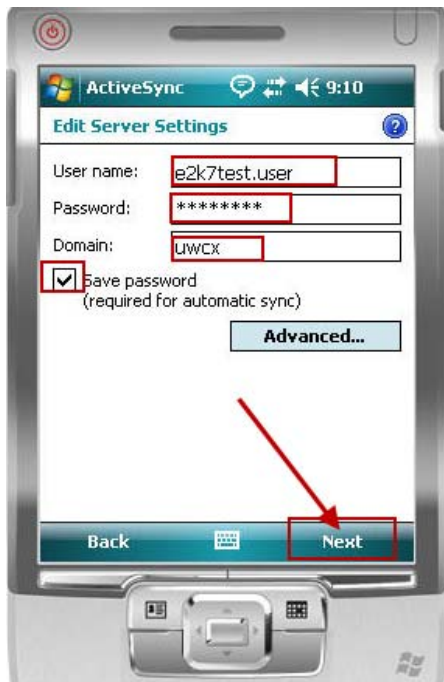 ActiveSync 9:10
Edit Server Settings ?
User name: e2k7test.user
Password: ********
Domain: uwcx
Save password
(required for automatic sync)
Advanced...
Back Next